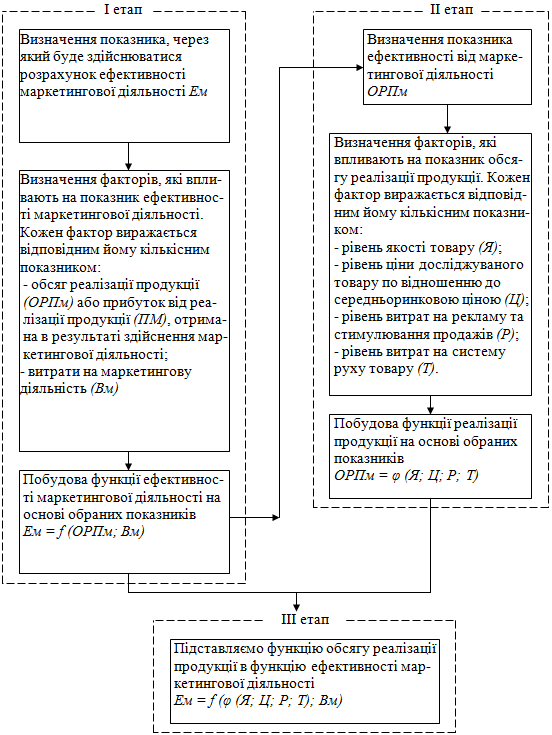 І етап
Визначення показника, через
який буде здійснюватися
розрахунок ефективності
маркетингової діяльності Ем
Визначення факторів, які впли-
вають на показник ефективнос-
ті маркетингової діяльності.
Кожен фактор виражається
відповідним йому кількісним
показником:
- обсяг реалізації продукції
(ОРПм) або прибуток від реа-
лізації продукції (ПМ), отрима-
на в результаті здійснення мар-
кетингової діяльності;
- витрати на маркетингову
діяльність (Вм)
Побудова функції ефективнос-
ті маркетингової діяльності на
основі обраних показників
Ем = f (ОРПм; Вм)
ІІ етап
Визначення показника
ефективності від марке-
тингової діяльності
ОРПм
Визначення факторів, які
впливають на показник обся-
гу реалізації продукції. Кожен
фактор виражається відповід-
ним йому кількісним показни-
ком:
- рівень якості товару (Я);
- рівень ціни досліджуваного
товару по відношенню до
середньоринковою ціною (Ц);
- рівень витрат на рекламу та
стимулювання продажів (Р);
- рівень витрат на систему
руху товару (Т).
Побудова функції реалізації
продукції на основі обраних
показників
ОРПм = φ (Я; Ц; Р; Т)
ІІІ етап
Підставляємо функцію обсягу реалізації
продукції в функцію ефективності мар-
кетингової діяльності
Ем = f (φ (Я; Ц; Р; Т); Вм)